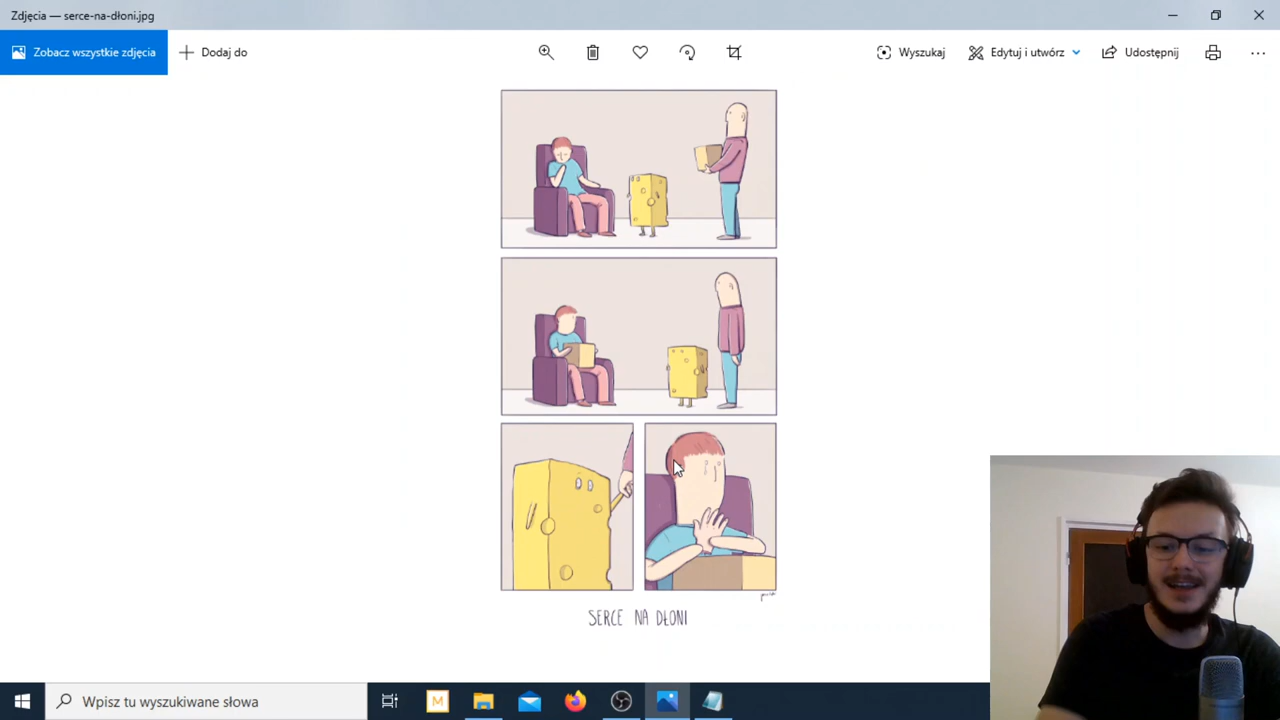 Zdjęcia — serce-na-dłoni.jpg
Zobacz wszystkie zdjęcia
Dodaj do
Wyszukaj
Edytuj i utwórz
Udostępnij
SERCE NA DŁONI
M
Wpisz tu wyszukiwane słowa